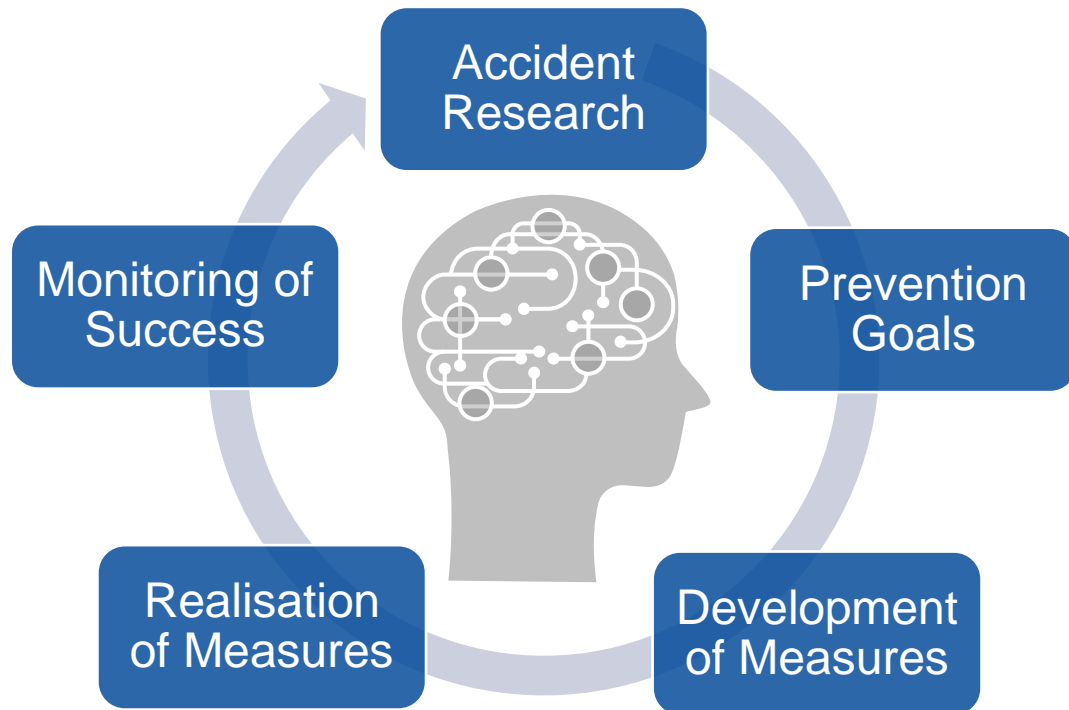 Accident
Research
Prevention
Goals
Development
of Measures
Realisation
of Measures
Monitoring of
Success